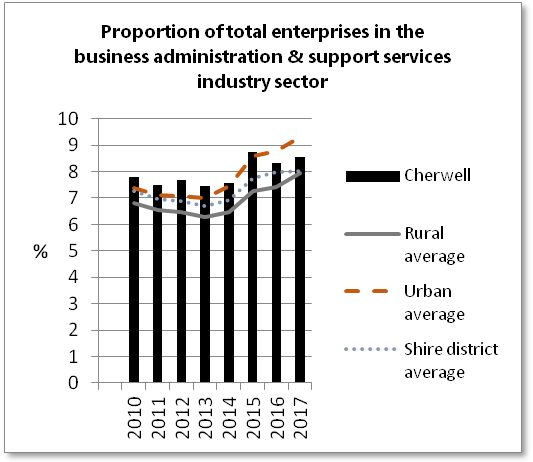 Proportion of total enterprises in the
business administration & support services
industry sector
10
9
8
7
6
5
4
3
2
1
0
%
2010
2011
2012
2013
2014
2015
2016
2017
Cherwell
Rural
average
Urban
average
Shire district
average